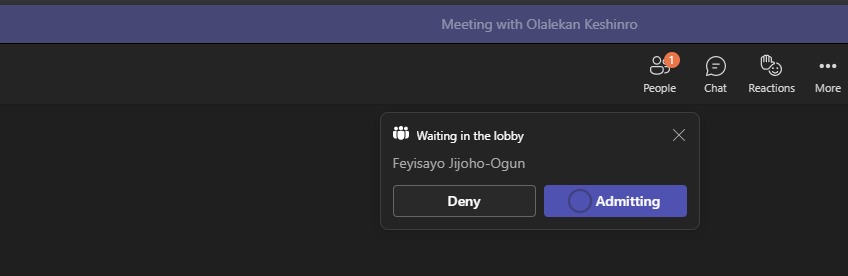 Meeting with Olalekan Keshinro
1
People Chat Reactions More
Waiting in the lobby
Feyisayo Jijoho-Ogun
Deny Admitting